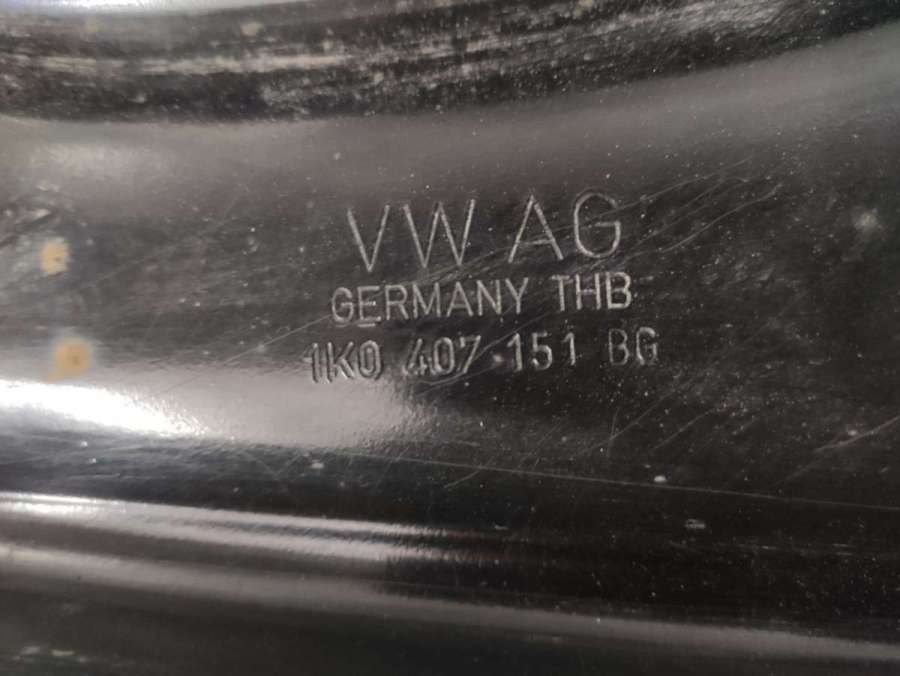 VW AG
GERMANY THB
1K0 407 151 BG